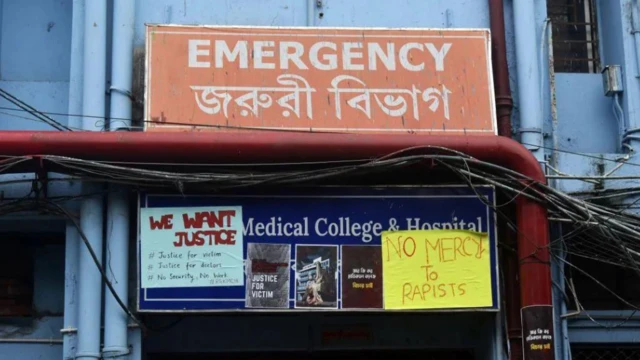 EMERGENCY
জরুরী বিভাগ
Medical College & Hospital
WE WANT
JUSTICE
# Justice for victim
# Justice for doctors
# No Security, No work
JUSTICE
FOR
VICTIM
NO MERCY
To
RAPISTS